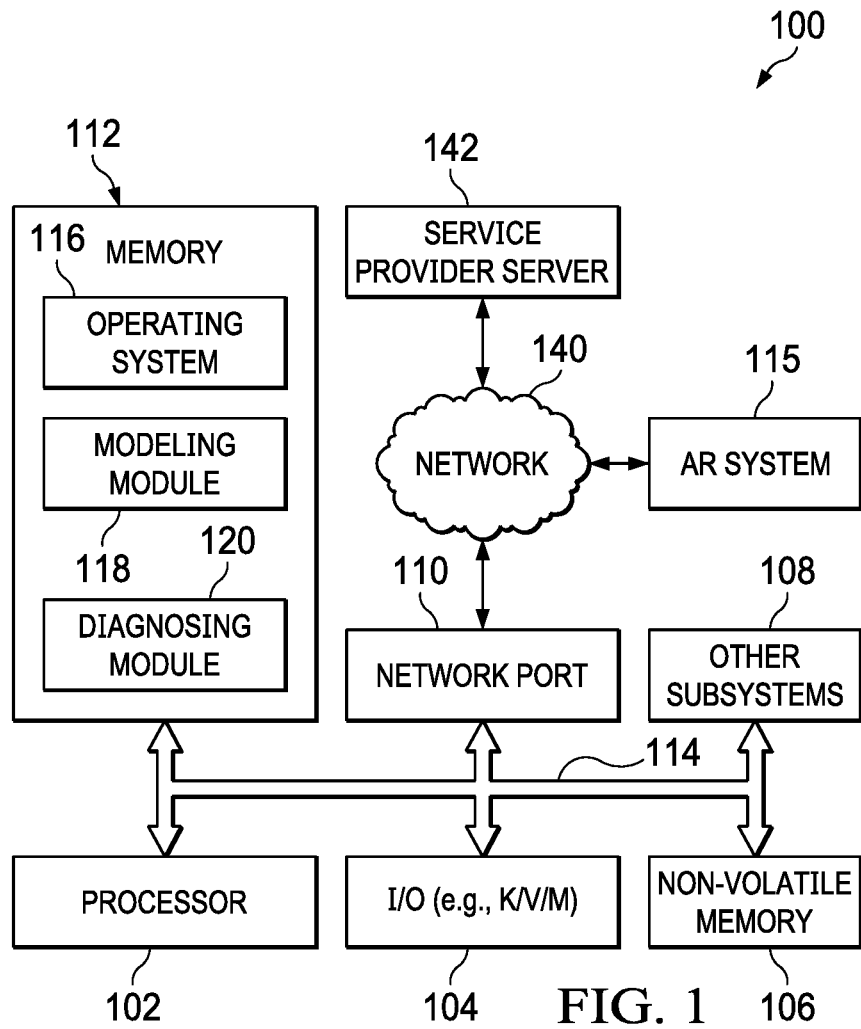 100
112
142
MEMORY
116
OPERATING
SYSTEM
MODELING
MODULE
118
120
DIAGNOSING
MODULE
SERVICE
PROVIDER SERVER
140
NETWORK
115
AR SYSTEM
110
NETWORK PORT
108
OTHER
SUBSYSTEMS
114
PROCESSOR
102
I/O (e.g., K/V/M)
104
NON-VOLATILE
MEMORY
106
FIG. 1